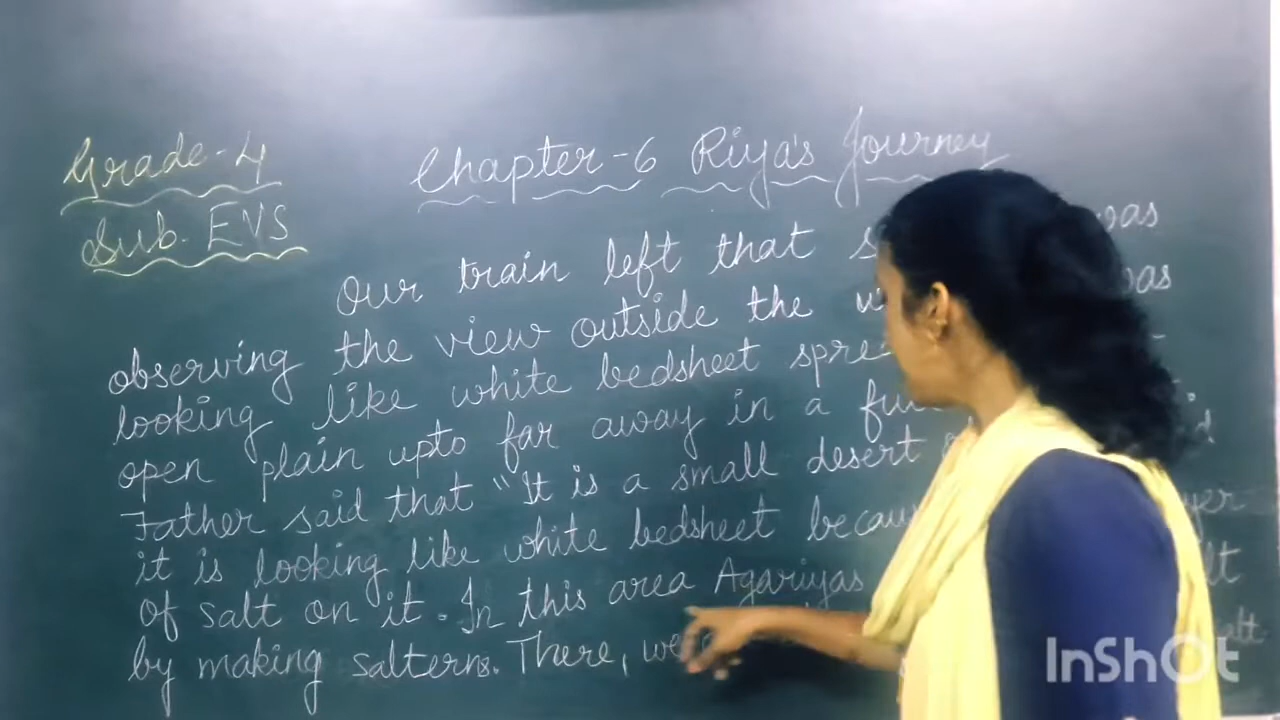 Grade-4
Chapter-6 Riya's Journey
Sub. EVS
Our train left that
observing the view outside the
looking like white bedsheet
open plain upto far away in a
Father said that "It is a small desert
it is looking like white bedsheet
of salt on it. In this area Agariyas
by making salterns. There,
InShOt